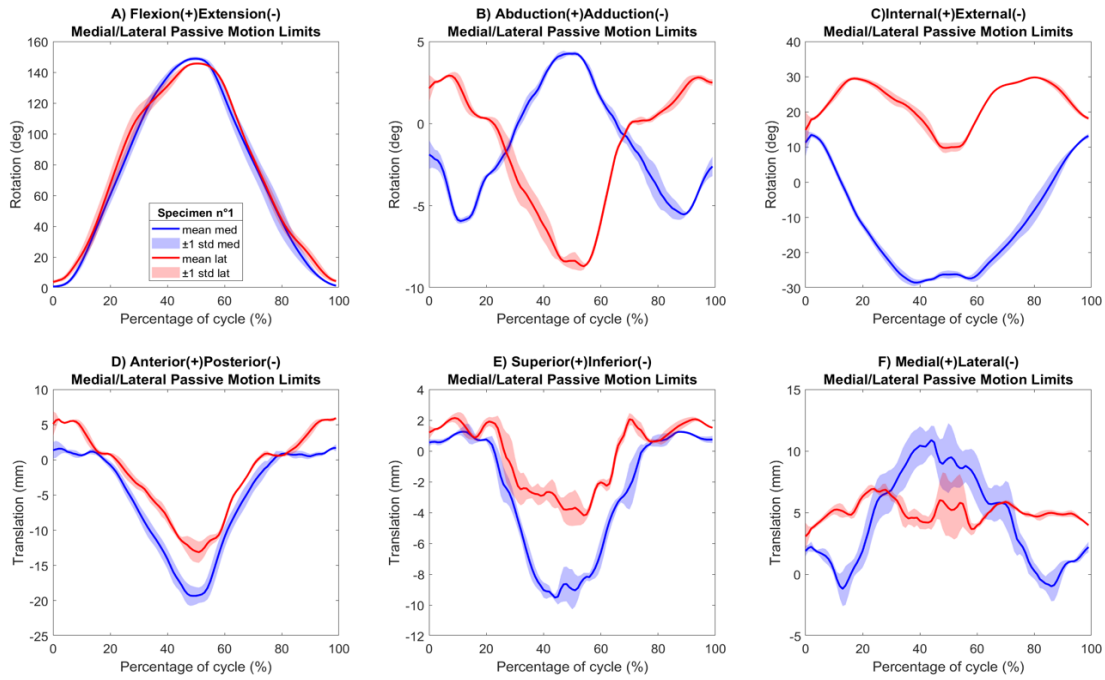 A) Flexion(+)Extension(-)
Medial/Lateral Passive Motion Limits
160
140
120
100
80
60
40
20
0
Rotation (deg)
Specimen n°1
mean med
±1 std med
mean lat
±1 std lat
0 20 40 60 80 100
Percentage of cycle (%)
B) Abduction(+)Adduction(-)
Medial/Lateral Passive Motion Limits
5
0
-5
-10
Rotation (deg)
0 20 40 60 80 100
Percentage of cycle (%)
C)Internal(+)External(-)
Medial/Lateral Passive Motion Limits
40
30
20
10
0
-10
-20
-30
Rotation (deg)
0 20 40 60 80 100
Percentage of cycle (%)
D) Anterior(+)Posterior(-)
Medial/Lateral Passive Motion Limits
10
5
0
-5
-10
-15
-20
-25
Translation (mm)
0 20 40 60 80 100
Percentage of cycle (%)
E) Superior(+)Inferior(-)
Medial/Lateral Passive Motion Limits
4
2
0
-2
-4
-6
-8
-10
-12
Translation (mm)
0 20 40 60 80 100
Percentage of cycle (%)
F) Medial(+)Lateral(-)
Medial/Lateral Passive Motion Limits
15
10
5
0
-5
Translation (mm)
0 20 40 60 80 100
Percentage of cycle (%)